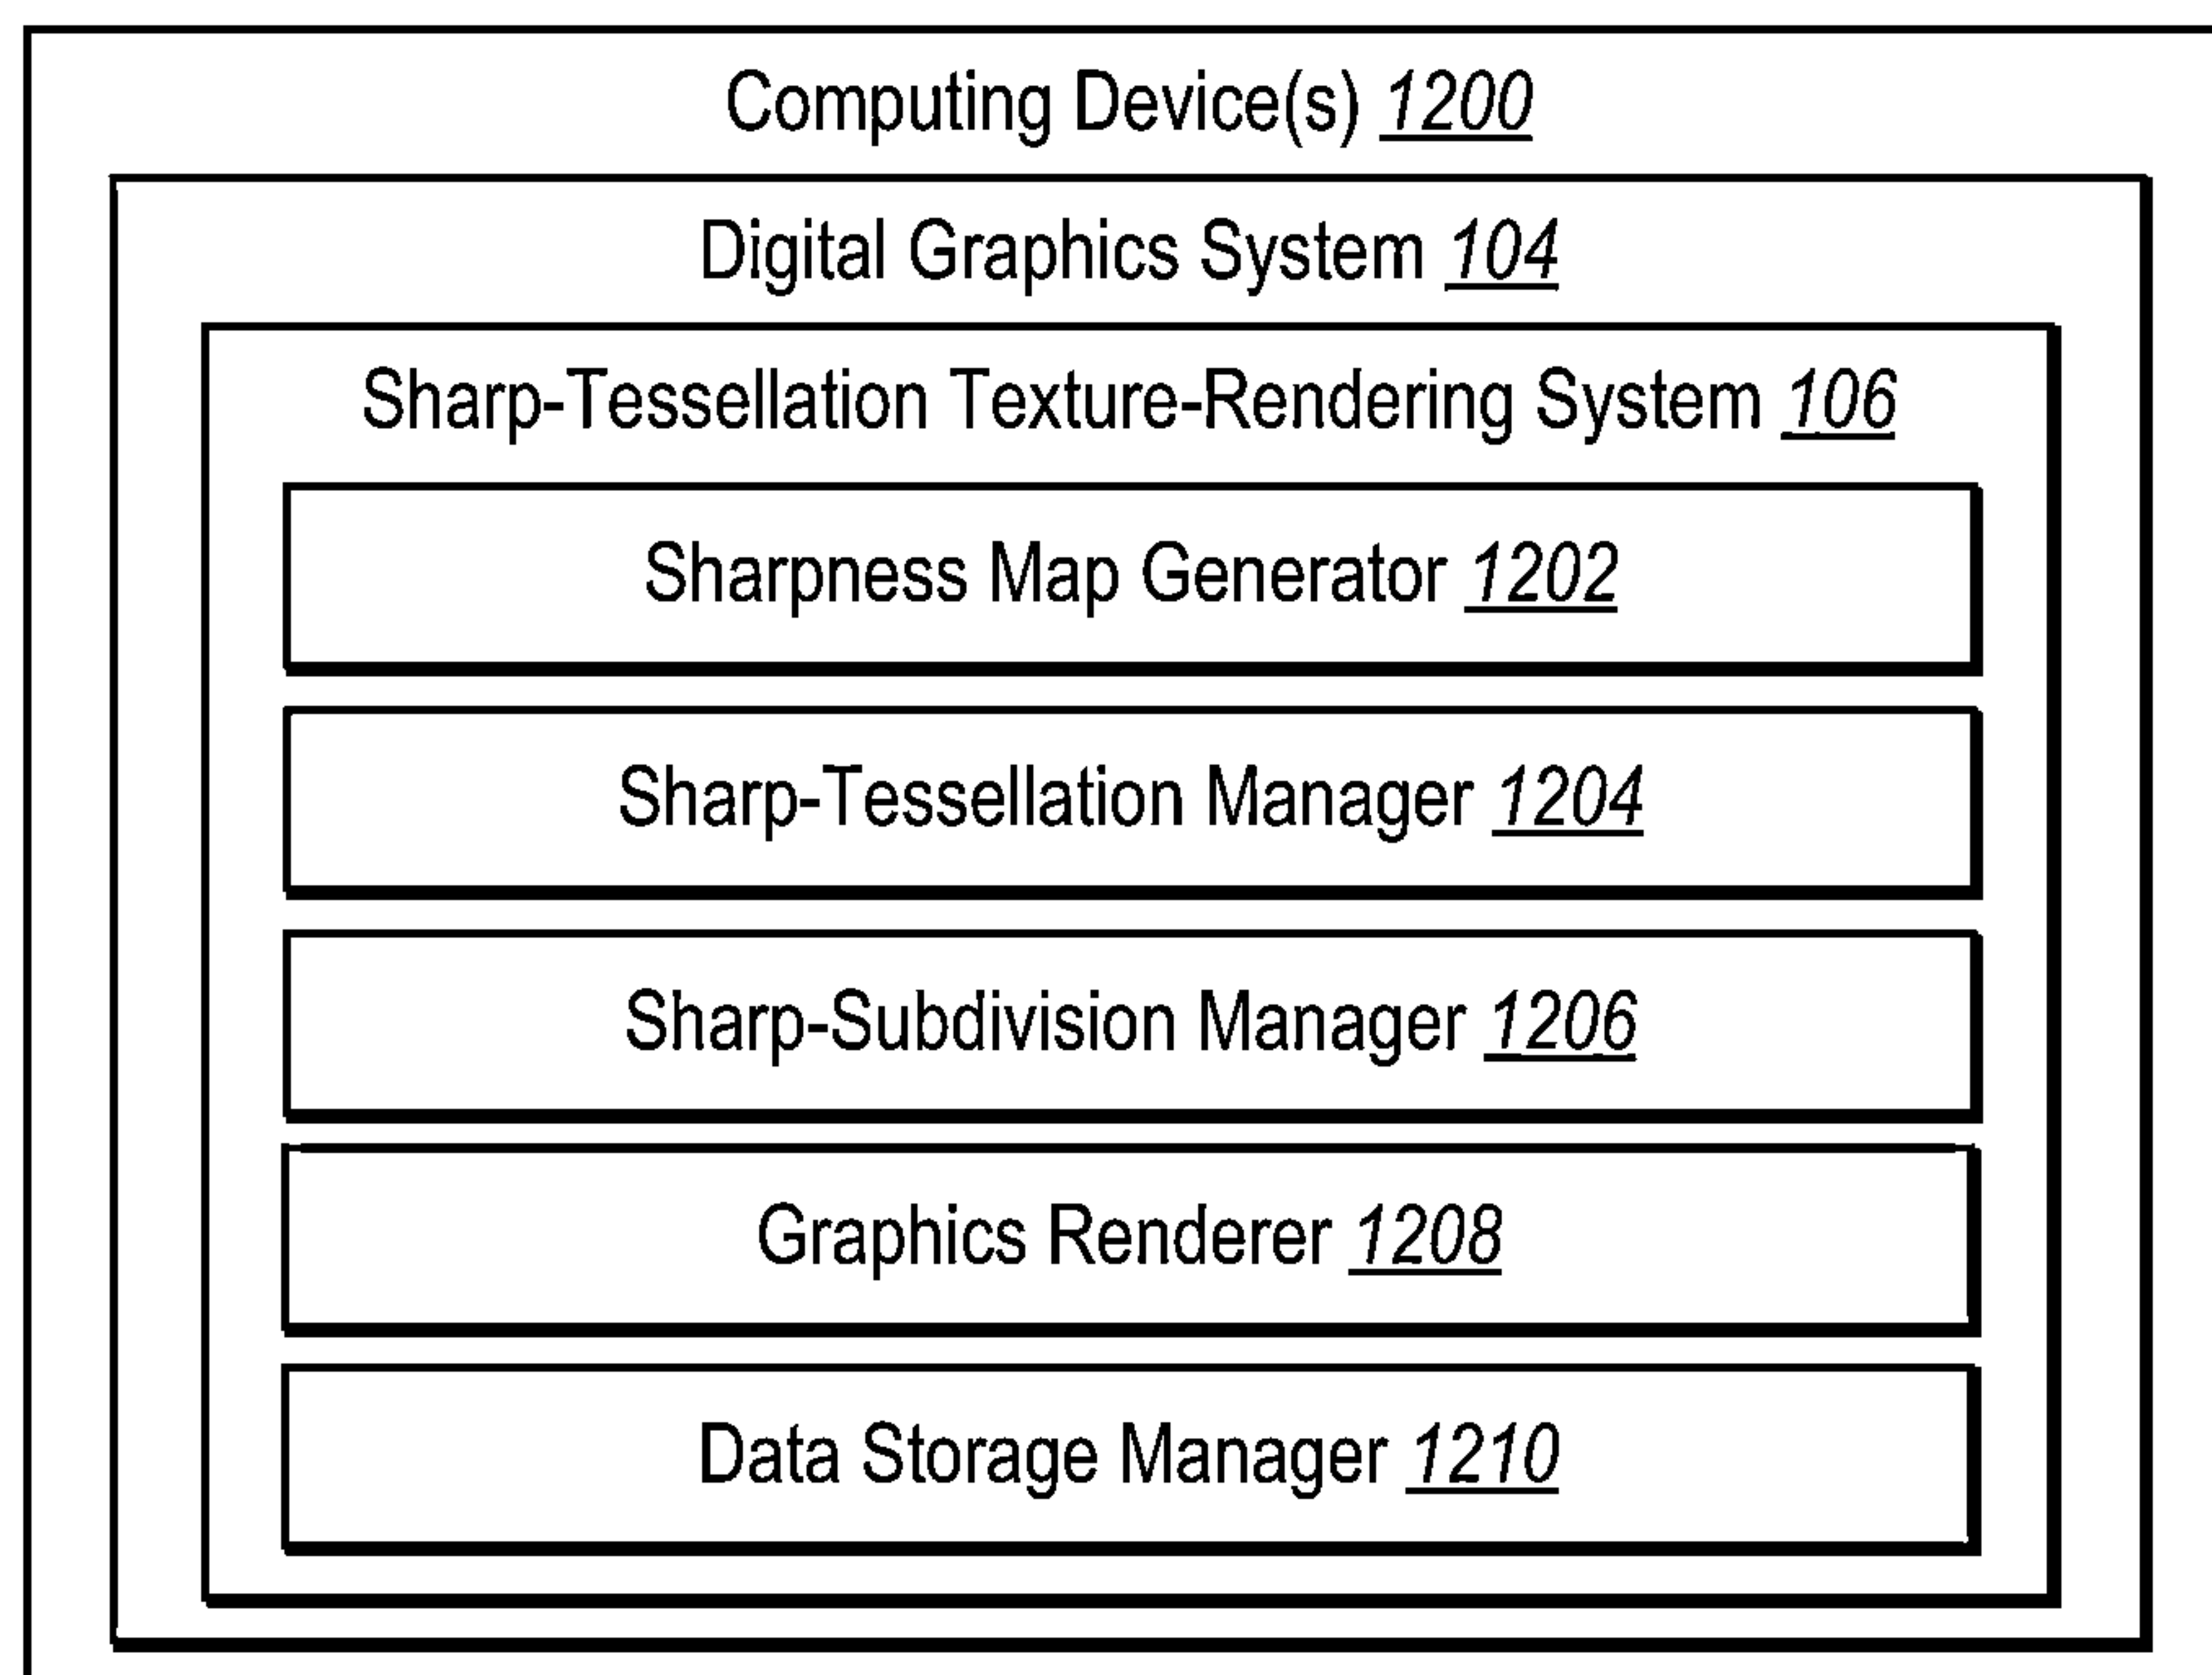 Computing Device(s) 1200
Digital Graphics System 104
Sharp-Tessellation Texture-Rendering System 106
Sharpness Map Generator 1202
Sharp-Tessellation Manager 1204
Sharp-Subdivision Manager 1206
Graphics Renderer 1208
Data Storage Manager 1210